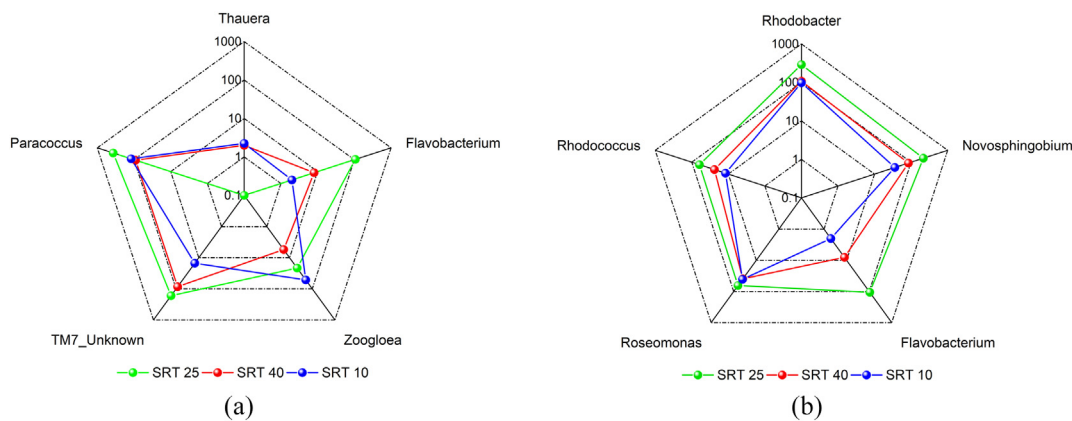 Thauera
1000
100
10
1
0.1
Paracoccus
Flavobacterium
TM7_Unknown
Zoogloea
SRT 25 SRT 40 SRT 10
(a)
Rhodobacter
1000
100
10
1
0.1
Rhodococcus
Novosphingobium
Roseomonas
Flavobacterium
SRT 25 SRT 40 SRT 10
(b)